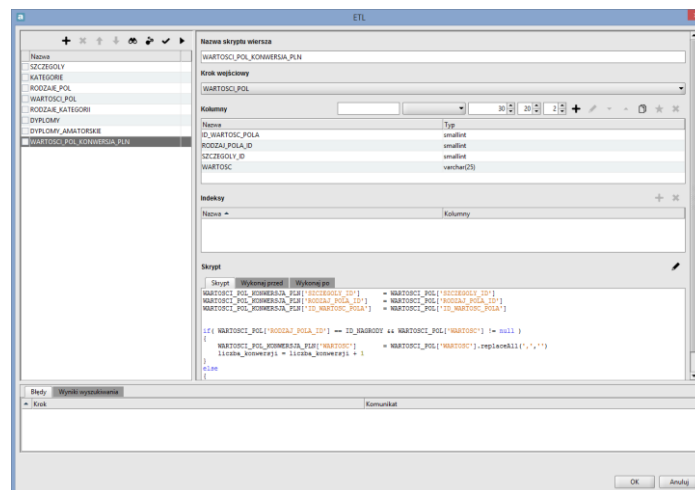 ETL
Nazwa
SZCZEGOLY
KATEGORIE
RODZAJE_POL
WARTOSCI_POL
RODZAJE_KATEGORII
DYPLOMY
DYPLOMY_AMATORSKIE
WARTOSCI_POL_KONWERSJA_PLN
Nazwa skryptu wiersza
WARTOSCI_POL_KONWERSJA_PLN
Krok wejściowy
WARTOSCI_POL
Kolumny 30 20 2
Nazwa Typ
ID_WARTOSC_POLA smallint
RODZAJ_POLA_ID smallint
SZCZEGOLY_ID smallint
WARTOSC varchar(25)
Indeksy
Nazwa Kolumny
Skrypt
Skrypt Wykonaj przed Wykonaj po
WARTOSCI_POL_KONWERSJA_PLN['SZCZEGOLY_ID'] = WARTOSCI_POL['SZCZEGOLY_ID']
WARTOSCI_POL_KONWERSJA_PLN['RODZAJ_POLA_ID'] = WARTOSCI_POL['RODZAJ_POLA_ID']
WARTOSCI_POL_KONWERSJA_PLN['ID_WARTOSC_POLA'] = WARTOSCI_POL['ID_WARTOSC_POLA']
if( WARTOSCI_POL['RODZAJ_POLA_ID'] == ID_NAGRODY && WARTOSCI_POL['WARTOSC'] != null )
{
WARTOSCI_POL_KONWERSJA_PLN['WARTOSC'] = WARTOSCI_POL['WARTOSC'].replaceAll(',','')
liczba_konwersji = liczba_konwersji + 1
}
else
{
Błędy Wyniki wyszukiwania
Krok Komunikat
OK Anuluj